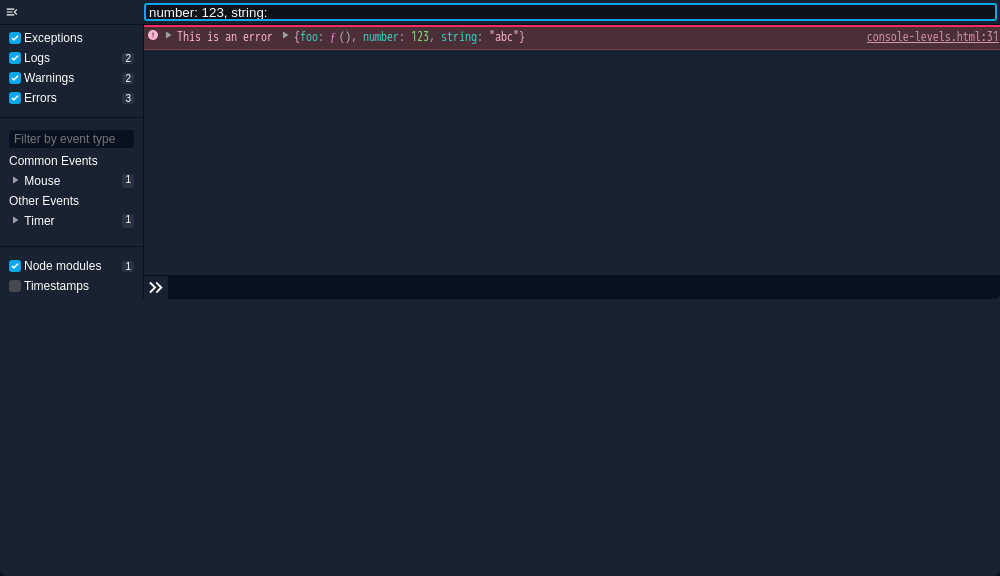 number: 123, string:
Exceptions
Logs 2
Warnings 2
Errors 3
Filter by event type
Common Events
Mouse 1
Other Events
Timer 1
Node modules 1
Timestamps
This is an error {foo: ƒ (), number: 123, string: "abc"} console-levels.html:31